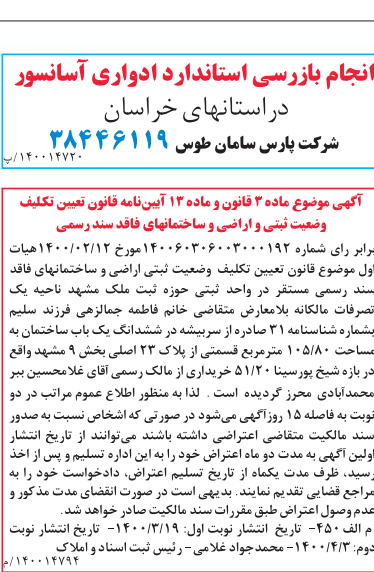 انجام بازرسی استاندارد ادواری آسانسور
در استانهای خراسان
شرکت پارس سامان طوس ۳۸۴۴۶۱۱۹
۱۴۰۰۱۴۷۲۰/پ
آگهی موضوع ماده ۳ قانون و ماده ۱۳ آیین‌نامه قانون تعیین تکلیف
وضعیت ثبتی و اراضی و ساختمانهای فاقد سند رسمی
برابر رای شماره ۱۴۰۰۶۰۳۰۶۰۰۳۰۰۰۱۹۲مورخ ۱۴۰۰/۰۲/۱۲هیات
اول موضوع قانون تعیین تکلیف وضعیت ثبتی اراضی و ساختمانهای فاقد
سند رسمی مستقر در واحد ثبتی حوزه ثبت ملک مشهد ناحیه یک
تصرفات مالکانه بلامعارض متقاضی خانم فاطمه جمالزهی فرزند سلیم
بشماره شناسنامه ۳۱ صادره از سربیشه در ششدانگ یک باب ساختمان به
مساحت ۱۰۵/۸۰ مترمربع قسمتی از پلاک ۲۳ اصلی بخش ۹ مشهد واقع
در بازه شیخ پورسینا ۵۱/۲۰ خریداری از مالک رسمی آقای غلامحسین ببر
محمدآبادی محرز گردیده است . لذا به منظور اطلاع عموم مراتب در دو
نوبت به فاصله ۱۵ روزآگهی می‌شود در صورتی که اشخاص نسبت به صدور
سند مالکیت متقاضی اعتراضی داشته باشند می‌توانند از تاریخ انتشار
اولین آگهی به مدت دو ماه اعتراض خود را به این اداره تسلیم و پس از اخذ
رسید، ظرف مدت یکماه از تاریخ تسلیم اعتراض، دادخواست خود را به
مراجع قضایی تقدیم نمایند. بدیهی است در صورت انقضای مدت مذکور و
عدم وصول اعتراض طبق مقررات سند مالکیت صادر خواهد شد.
م الف ۴۵۰- تاریخ انتشار نوبت اول: ۱۴۰۰/۳/۱۹- تاریخ انتشار نوبت
دوم: ۱۴۰۰/۴/۳- محمدجواد غلامی - رئیس ثبت اسناد و املاک
۱۴۰۰۱۴۷۹۴/م